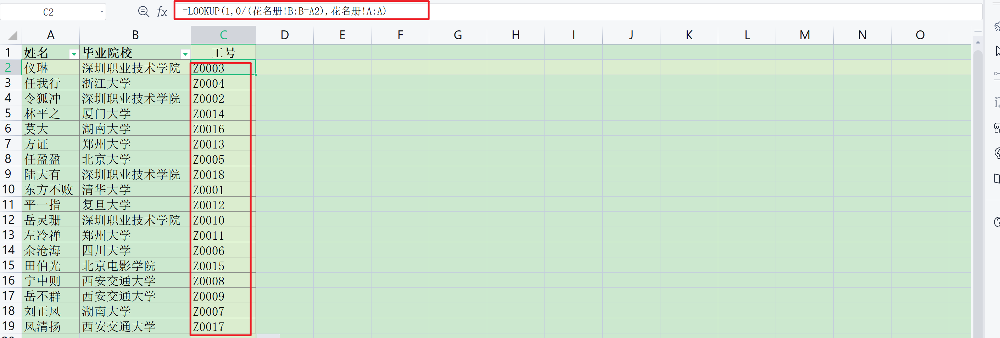 C2 fx =LOOKUP(1,0/(花名册!B:B=A2),花名册!A:A)
A B C D E F G H I J K L M N O
1 姓名 毕业院校 工号
2 仪琳 深圳职业技术学院 Z0003
3 任我行 浙江大学 Z0004
4 令狐冲 深圳职业技术学院 Z0002
5 林平之 厦门大学 Z0014
6 莫大 湖南大学 Z0016
7 方证 郑州大学 Z0013
8 任盈盈 北京大学 Z0005
9 陆大有 深圳职业技术学院 Z0018
10 东方不败 清华大学 Z0001
11 平一指 复旦大学 Z0012
12 岳灵珊 深圳职业技术学院 Z0010
13 左冷禅 郑州大学 Z0011
14 余沧海 四川大学 Z0006
15 田伯光 北京电影学院 Z0015
16 宁中则 西安交通大学 Z0008
17 岳不群 西安交通大学 Z0009
18 刘正风 湖南大学 Z0007
19 风清扬 西安交通大学 Z0017